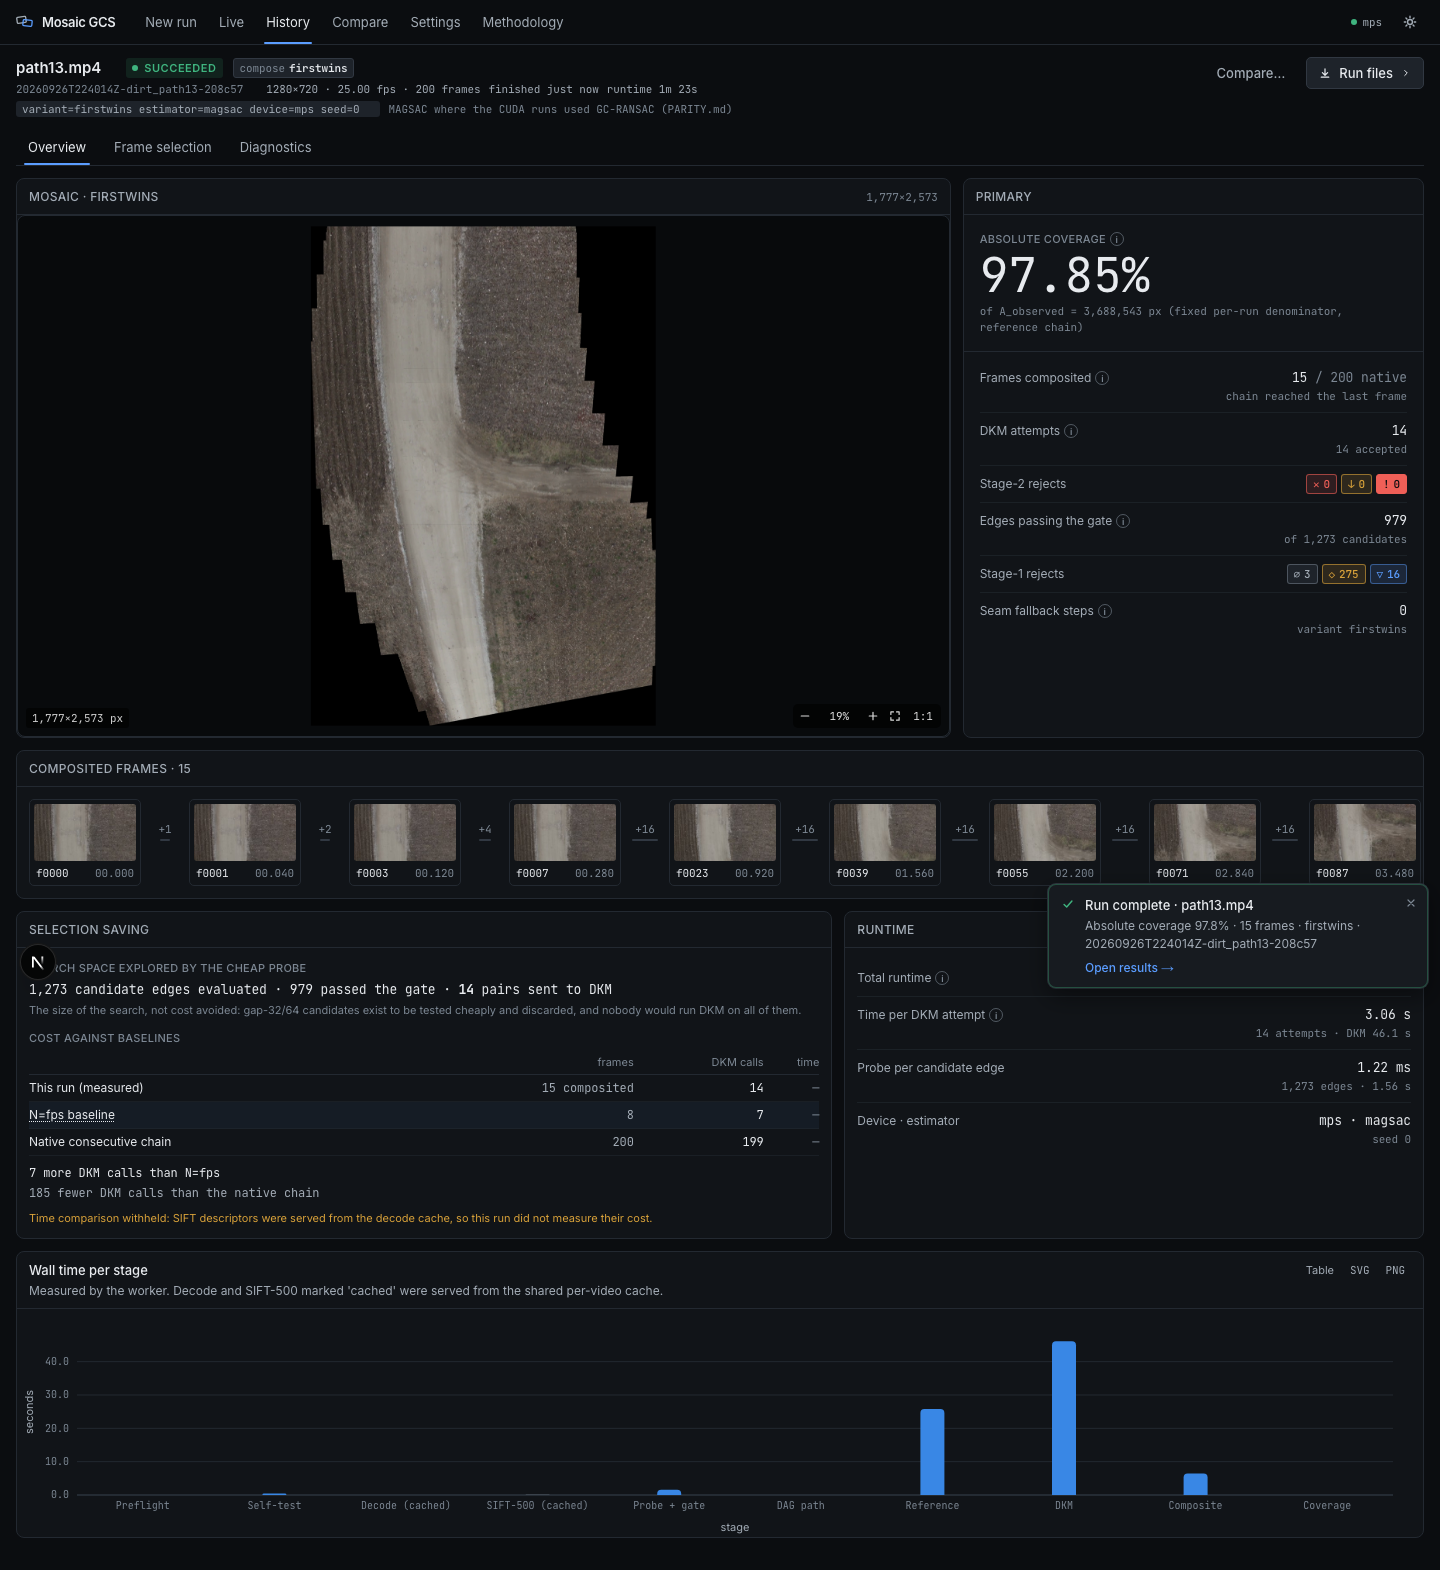 Mosaic GCS New run Live History Compare Settings Methodology mps
path13.mp4 SUCCEEDED compose firstwins Compare... Run files
20260926T224014Z-dirt_path13-208c57 1280×720 · 25.00 fps · 200 frames finished just now runtime 1m 23s
variant=firstwins estimator=magsac device=mps seed=0 MAGSAC where the CUDA runs used GC-RANSAC (PARITY.md)
Overview Frame selection Diagnostics
MOSAIC · FIRSTWINS 1,777×2,573
1,777×2,573 px
19% 1:1
PRIMARY
ABSOLUTE COVERAGE
97.85%
of A_observed = 3,688,543 px (fixed per-run denominator,
reference chain)
Frames composited 15 / 200 native
chain reached the last frame
DKM attempts 14
14 accepted
Stage-2 rejects × 0 ↓ 0 ! 0
Edges passing the gate 979
of 1,273 candidates
Stage-1 rejects ∅ 3 ◇ 275 ▽ 16
Seam fallback steps 0
variant firstwins
COMPOSITED FRAMES · 15
+1 +2 +4 +16 +16 +16 +16 +16
f0000 00.000 f0001 00.040 f0003 00.120 f0007 00.280 f0023 00.920 f0039 01.560 f0055 02.200 f0071 02.840 f0087 03.480
Run complete · path13.mp4
Absolute coverage 97.8% · 15 frames · firstwins ·
20260926T224014Z-dirt_path13-208c57
Open results →
SELECTION SAVING
N
RCH SPACE EXPLORED BY THE CHEAP PROBE
1,273 candidate edges evaluated · 979 passed the gate · 14 pairs sent to DKM
The size of the search, not cost avoided: gap-32/64 candidates exist to be tested cheaply and discarded, and nobody would run DKM on all of them.
COST AGAINST BASELINES
frames DKM calls time
This run (measured) 15 composited 14 —
N=fps baseline 8 7 —
Native consecutive chain 200 199 —
7 more DKM calls than N=fps
185 fewer DKM calls than the native chain
Time comparison withheld: SIFT descriptors were served from the decode cache, so this run did not measure their cost.
RUNTIME
Total runtime
Time per DKM attempt 3.06 s
14 attempts · DKM 46.1 s
Probe per candidate edge 1.22 ms
1,273 edges · 1.56 s
Device · estimator mps · magsac
seed 0
Wall time per stage Table SVG PNG
Measured by the worker. Decode and SIFT-500 marked 'cached' were served from the shared per-video cache.
seconds
40.0
30.0
20.0
10.0
0.0
Preflight Self-test Decode (cached) SIFT-500 (cached) Probe + gate DAG path Reference DKM Composite Coverage
stage